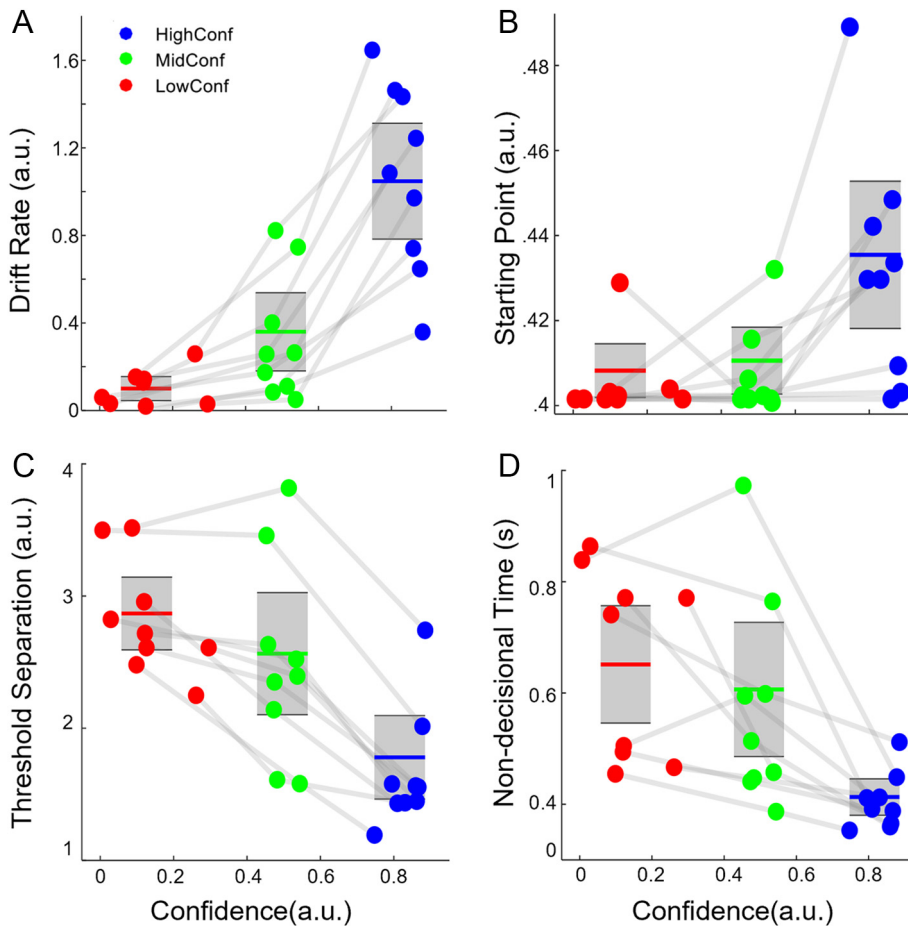 A
HighConf
MidConf
LowConf
Drift Rate (a.u.)
1.6
1.2
0.8
0.4
0
B
Starting Point (a.u.)
.48
.46
.44
.42
.4
C
Threshold Separation (a.u.)
4
3
2
1
0
0.2
0.4
0.6
0.8
Confidence(a.u.)
D
Non-decisional Time (s)
1
0.8
0.6
0.4
0
0
0.2
0.4
0.6
0.8
Confidence(a.u.)